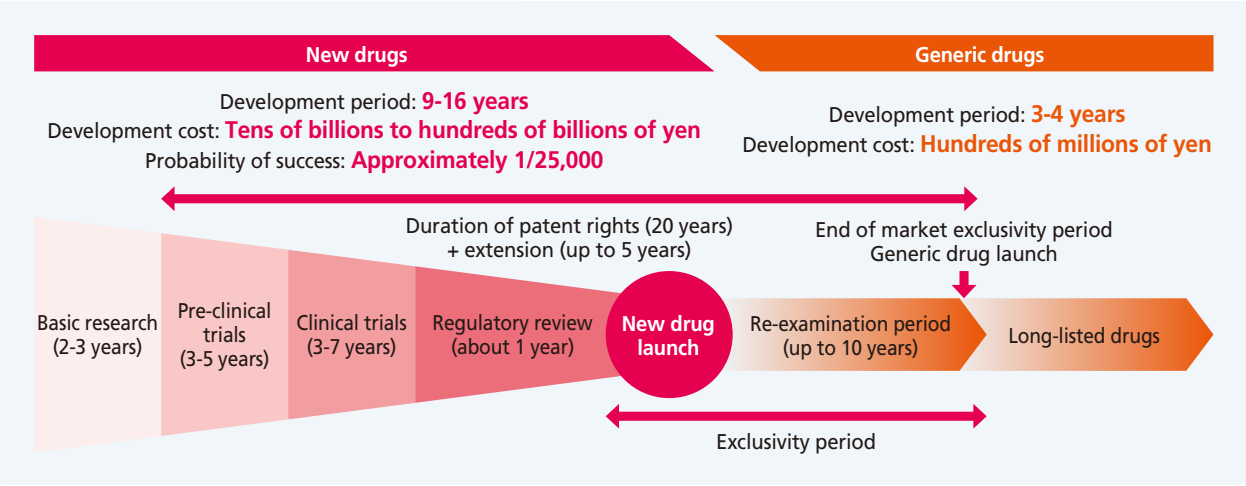 New drugs
Generic drugs
Development period: 9-16 years
Development cost: Tens of billions to hundreds of billions of yen
Probability of success: Approximately 1/25,000
Development period: 3-4 years
Development cost: Hundreds of millions of yen
Duration of patent rights (20 years)
+ extension (up to 5 years)
End of market exclusivity period
Generic drug launch
Basic research
(2-3 years)
Pre-clinical
trials
(3-5 years)
Clinical trials
(3-7 years)
Regulatory review
(about 1 year)
New drug
launch
Re-examination period
(up to 10 years)
Long-listed drugs
Exclusivity period